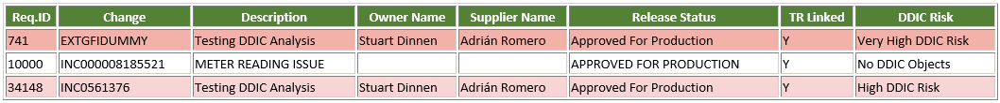 Req.ID Change Description Owner Name Supplier Name Release Status TR Linked DDIC Risk
741 EXTGFIDUMMY Testing DDIC Analysis Stuart Dinnen Adrián Romero Approved For Production Y Very High DDIC Risk
10000 INC000008185521 METER READING ISSUE APPROVED FOR PRODUCTION Y No DDIC Objects
34148 INC0561376 Testing DDIC Analysis Stuart Dinnen Adrián Romero Approved For Production Y High DDIC Risk